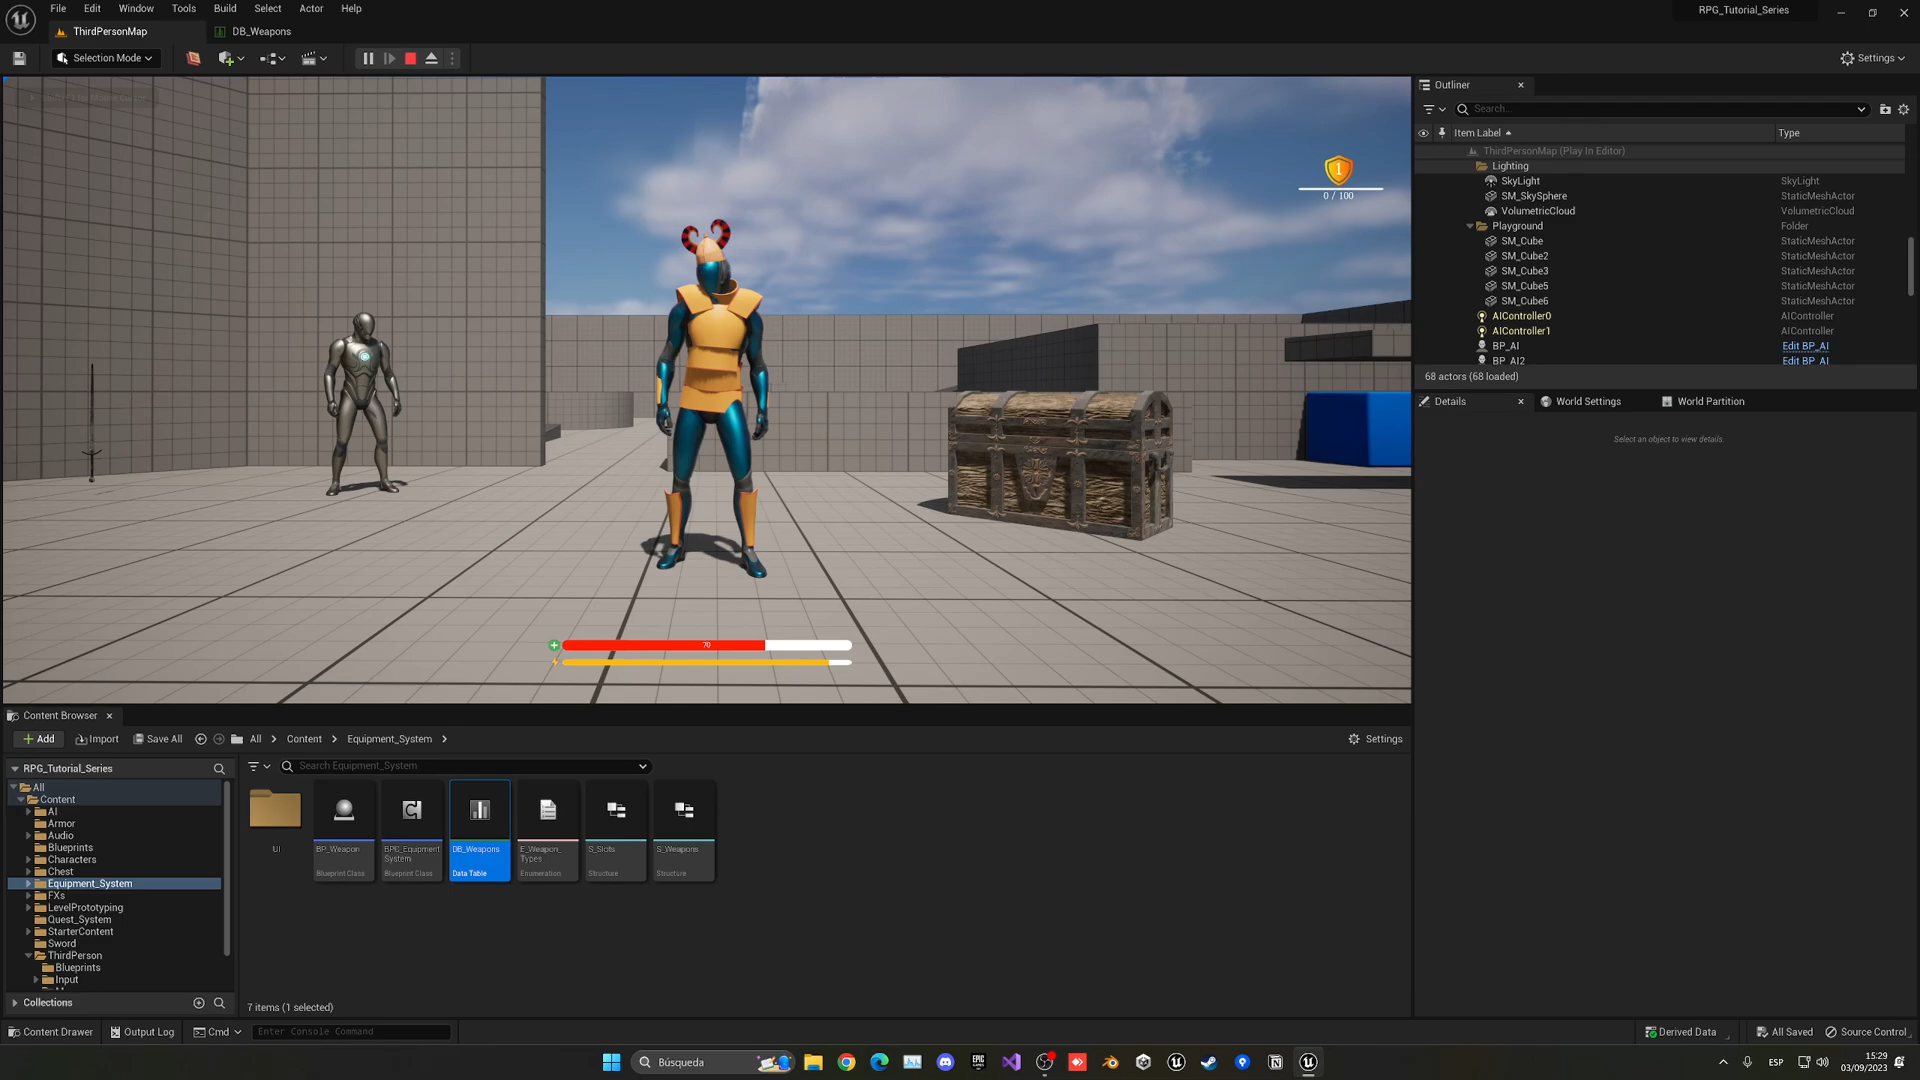 File Edit Window Tools Build Select Actor Help
RPG_Tutorial_Series
ThirdPersonMap
DB_Weapons
Selection Mode
Settings
Outliner
Search...
Item Label
Type
ThirdPersonMap (Play In Editor)
Lighting
SkyLight SkyLight
SM_SkySphere StaticMeshActor
VolumetricCloud VolumetricCloud
Playground Folder
SM_Cube StaticMeshActor
SM_Cube2 StaticMeshActor
SM_Cube3 StaticMeshActor
SM_Cube5 StaticMeshActor
SM_Cube6 StaticMeshActor
AIController0 AIController
AIController1 AIController
BP_AI Edit BP_AI
BP_AI2 Edit BP_AI
68 actors (68 loaded)
Details
World Settings
World Partition
Select an object to view details.
1
0 / 100
70
Content Browser
Add
Import
Save All
All
Content
Equipment_System
Settings
RPG_Tutorial_Series
Search Equipment_System
All
Content
AI
Armor
Audio
Blueprints
Characters
Chest
Equipment_System
FXs
LevelPrototyping
Quest_System
StarterContent
Sword
ThirdPerson
Blueprints
Input
Collections
UI
BP_Weapon
Blueprint Class
BPC_Equipment
System
Blueprint Class
DB_Weapons
Data Table
E_Weapon_
Types
Enumeration
S_Slots
Structure
S_Weapons
Structure
7 items (1 selected)
Content Drawer
Output Log
Cmd
Enter Console Command
Derived Data
All Saved
Source Control
Búsqueda
EPIC
GAMES
ESP
15:29
03/09/2023